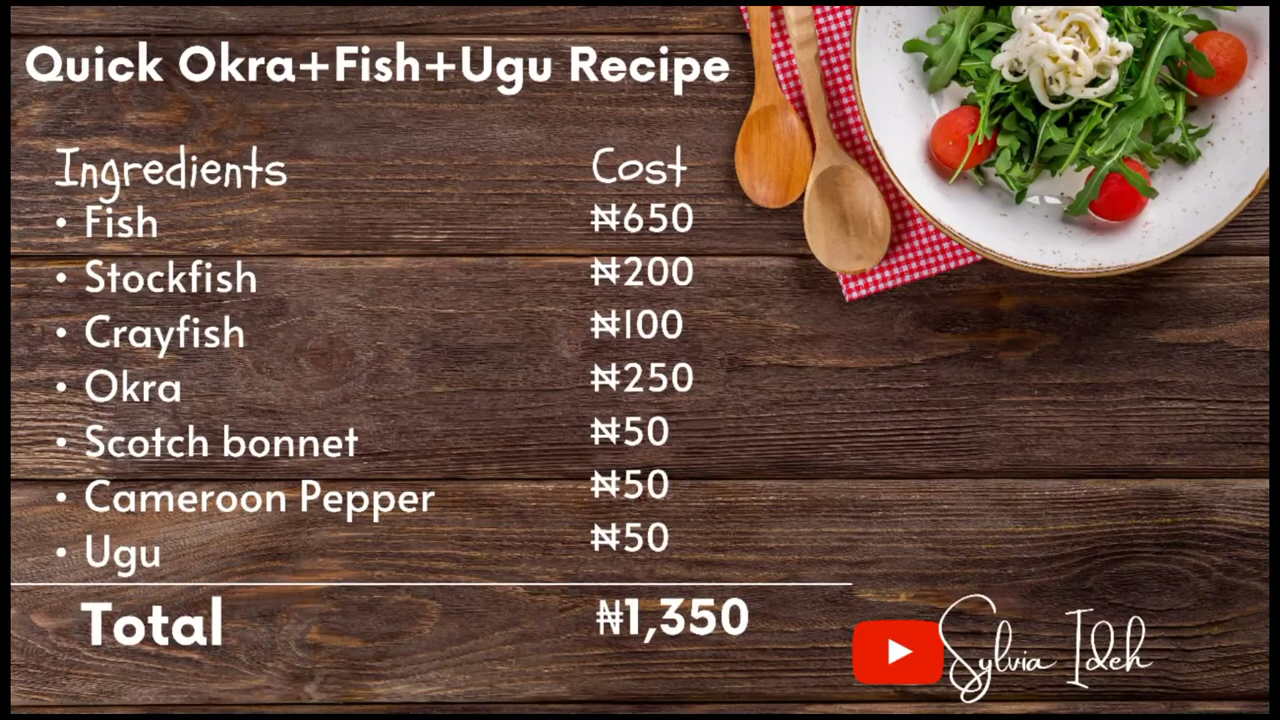 Quick Okra+Fish+Ugu Recipe
Ingredients Cost
• Fish ₦650
• Stockfish ₦200
• Crayfish ₦100
• Okra ₦250
• Scotch bonnet ₦50
• Cameroon Pepper ₦50
• Ugu ₦50
Total ₦1,350
Sylvia Ideh